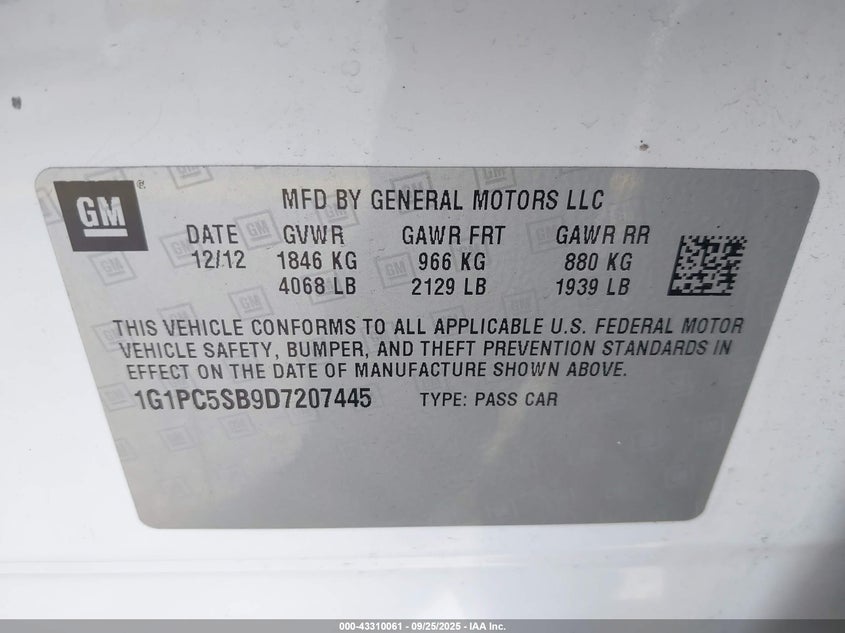 GM
MFD BY GENERAL MOTORS LLC
DATE GVWR GAWR FRT GAWR RR
12/12 1846 KG 966 KG 880 KG
4068 LB 2129 LB 1939 LB
THIS VEHICLE CONFORMS TO ALL APPLICABLE U.S. FEDERAL MOTOR
VEHICLE SAFETY, BUMPER, AND THEFT PREVENTION STANDARDS IN
EFFECT ON THE DATE OF MANUFACTURE SHOWN ABOVE.
1G1PC5SB9D7207445 TYPE: PASS CAR
000-43310061 - 09/25/2025 - IAA Inc.